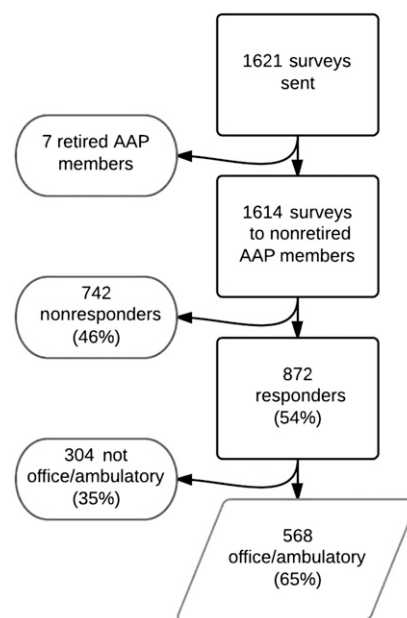 1621 surveys
sent
7 retired AAP
members
1614 surveys
to nonretired
AAP members
742
nonresponders
(46%)
872
responders
(54%)
304 not
office/ambulatory
(35%)
568
office/ambulatory
(65%)